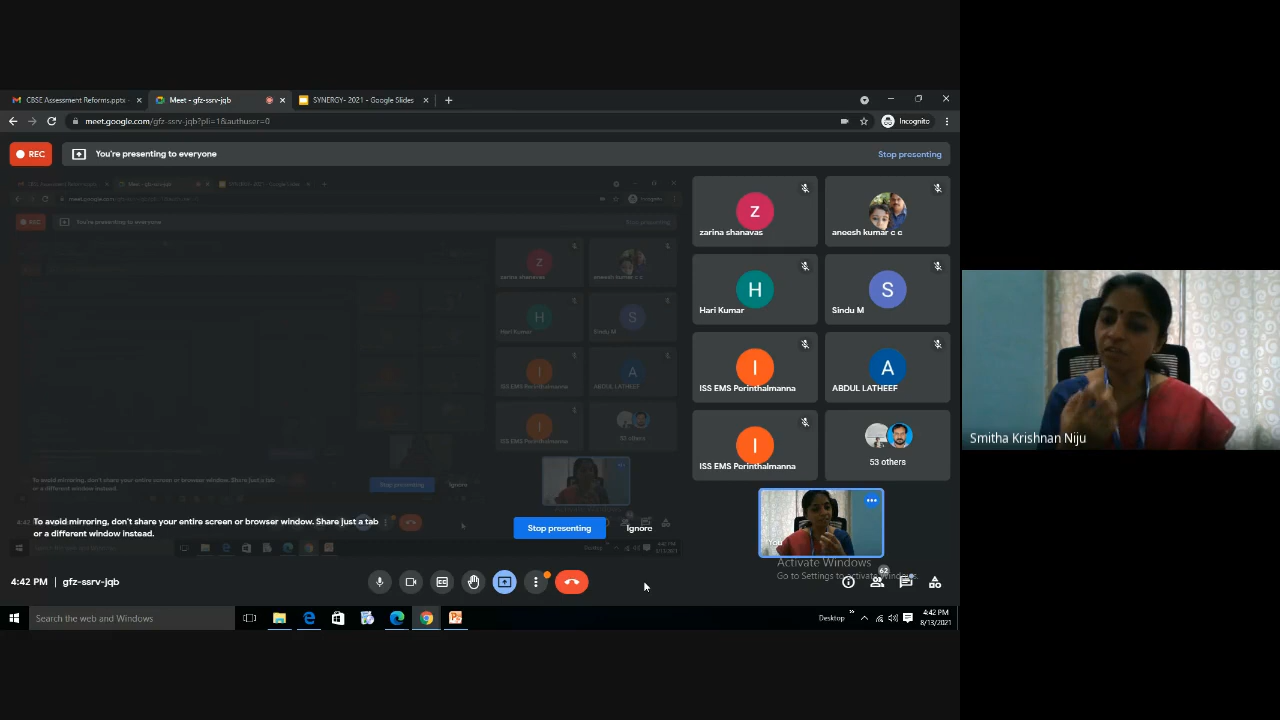 CBSE Assessment Reforms.pptx -
Meet - gfz-ssrv-jqb
SYNERGY- 2021 - Google Slides
meet.google.com/gfz-ssrv-jqb?pli=1&authuser=0
Incognito
REC
You're presenting to everyone
Stop presenting
zarina shanavas
aneesh kumar c c
H
Hari Kumar
S
Sindu M
I
ISS EMS Perinthalmanna
A
ABDUL LATHEEF
I
ISS EMS Perinthalmanna
53 others
You
Smitha Krishnan Niju
To avoid mirroring, don't share your entire screen or browser window. Share just a tab
or a different window instead.
Stop presenting
Ignore
Activate Windows
Go to Settings to activate Windows.
4:42 PM | gfz-ssrv-jqb
62
Search the web and Windows
Desktop
4:42 PM
8/13/2021